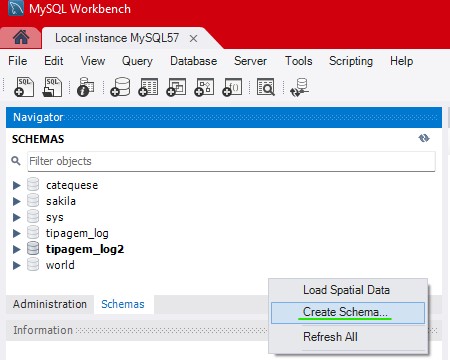 MySQL Workbench
Local instance MySQL57
File Edit View Query Database Server Tools Scripting Help
Navigator
SCHEMAS
Filter objects
catequese
sakila
sys
tipagem_log
tipagem_log2
world
Load Spatial Data
Create Schema...
Refresh All
Administration Schemas
Information